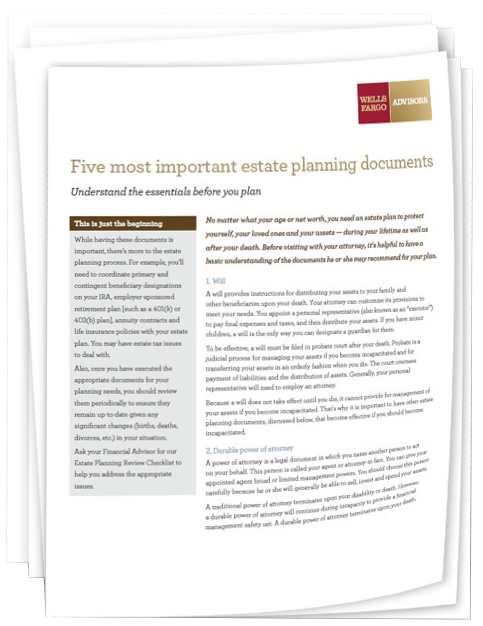 WELLS
FARGO
ADVISORS
Five most important estate planning documents
Understand the essentials before you plan
This is just the beginning
While having these documents is
important, there's more to the estate
planning process. For example, you'll
need to coordinate primary and
contingent beneficiary designations
on your IRA, employer-sponsored
retirement plan [such as a 401(k) or
403(b) plan], annuity contracts and
life insurance policies with your estate
plan. You may have estate tax issues
to deal with.
Also, once you have executed the
appropriate documents for your
planning needs, you should review
them periodically to ensure they
remain up-to-date given any
significant changes (births, deaths,
divorces, etc.) in your situation.
Ask your Financial Advisor for our
Estate Planning Review Checklist to
help you address the appropriate
issues.
No matter what your age or net worth, you need an estate plan to protect
yourself, your loved ones and your assets — during your lifetime as well as
after your death. Before visiting with your attorney, it's helpful to have a
basic understanding of the documents he or she may recommend for your plan.
1. Will
A will provides instructions for distributing your assets to your family and
other beneficiaries upon your death. Your attorney can customize its provisions to
meet your needs. You appoint a personal representative (also known as an "executor")
to pay final expenses and taxes, and then distribute your assets. If you have minor
children, a will is the only way you can designate a guardian for them.
To be effective, a will must be filed in probate court after your death. Probate is a
judicial process for managing your assets if you become incapacitated and for
transferring your assets in an orderly fashion when you die. The court oversees
payment of liabilities and the distribution of assets. Generally, your personal
representative will need to employ an attorney.
Because a will does not take effect until you die, it cannot provide for management of
your assets if you become incapacitated. That's why it is important to have other estate
planning documents, discussed below, that become effective if you should become
incapacitated.
2. Durable power of attorney
A power of attorney is a legal document in which you name another person to act
on your behalf. This person is called your agent or attorney-in-fact. You can give your
appointed agent broad or limited management powers. You should choose this person
carefully because he or she will generally be able to sell, invest and spend your assets.
A traditional power of attorney terminates upon your disability or death. However,
a durable power of attorney will continue during incapacity to provide a financial
management safety net. A durable power of attorney terminates upon your death.